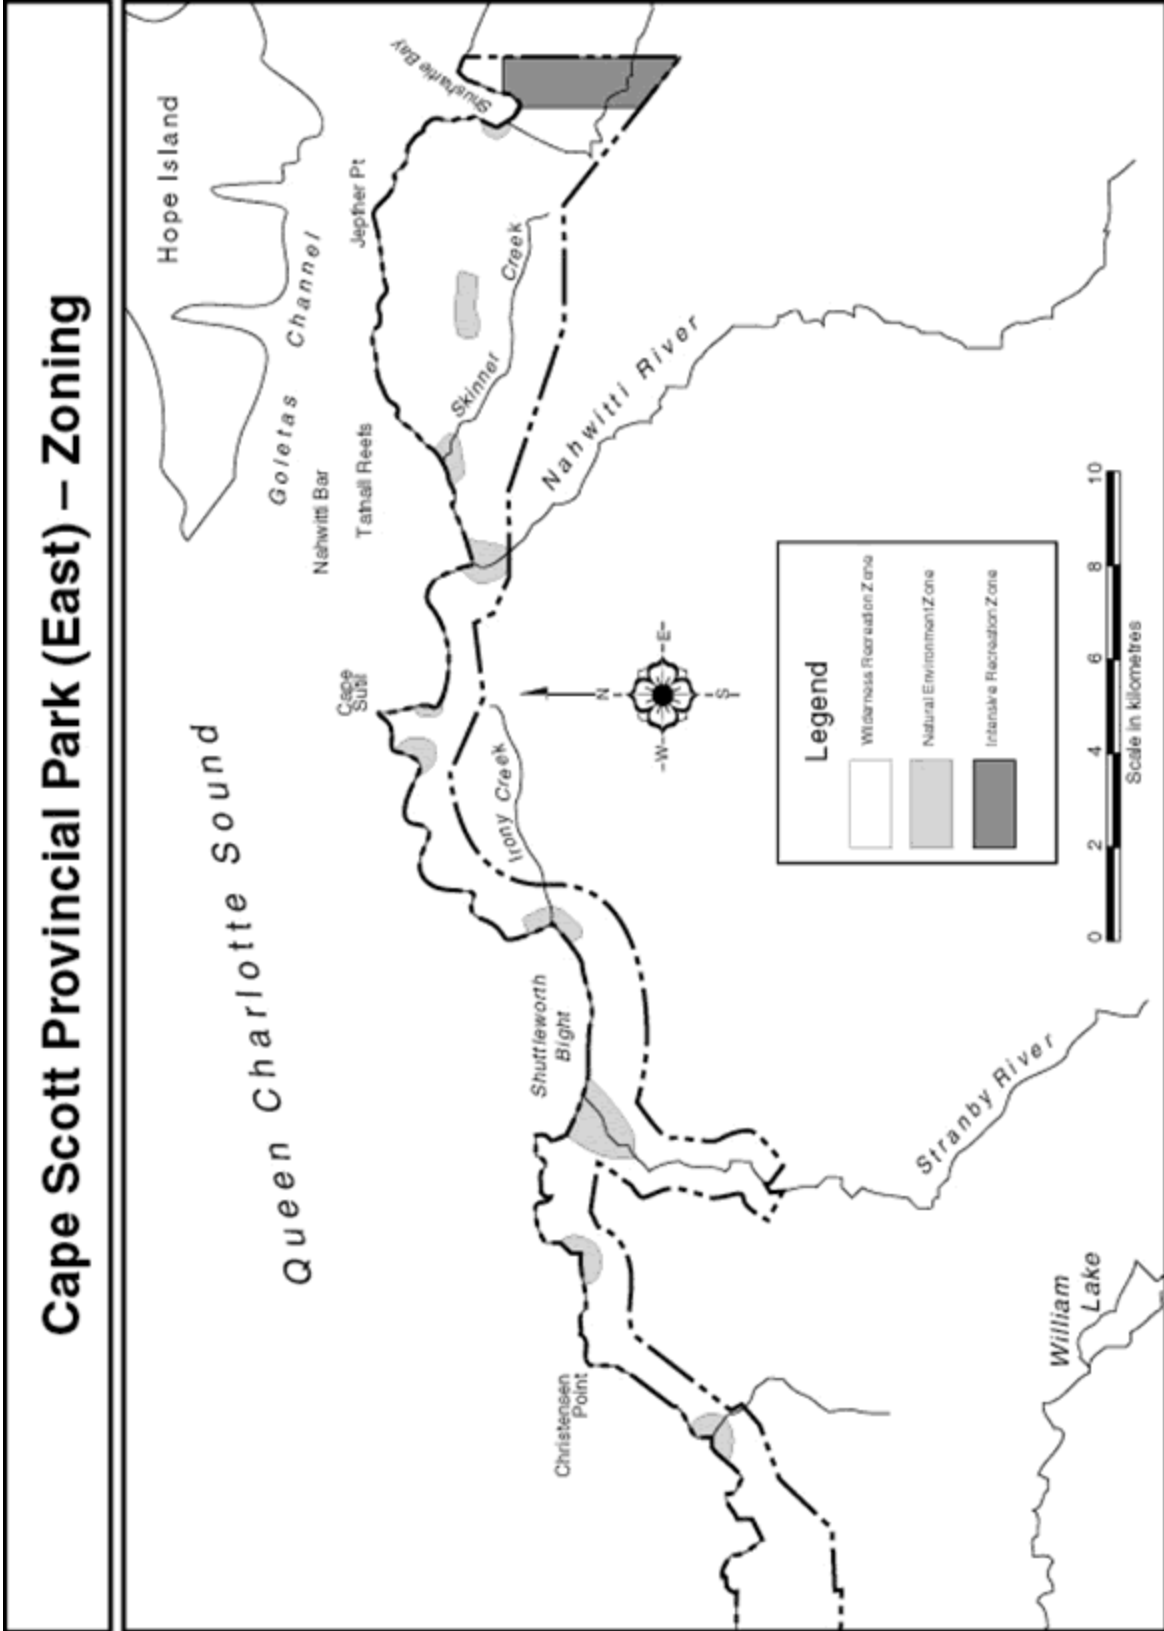 Cape Scott Provincial Park (East) – Zoning
Hope Island
Shushartie Bay
Jepther Pt
Goletas Channel
Nahwitti Bar
Tatnall Reefs
Skinner Creek
Nahwitti River
Cape
Sutil
Queen Charlotte Sound
Irony Creek
Shuttleworth
Bight
Stranby River
Christensen
Point
William
Lake
N
W
E
S
Legend
Wilderness Recreation Zone
Natural Environment Zone
Intensive Recreation Zone
0 2 4 6 8 10
Scale in kilometres